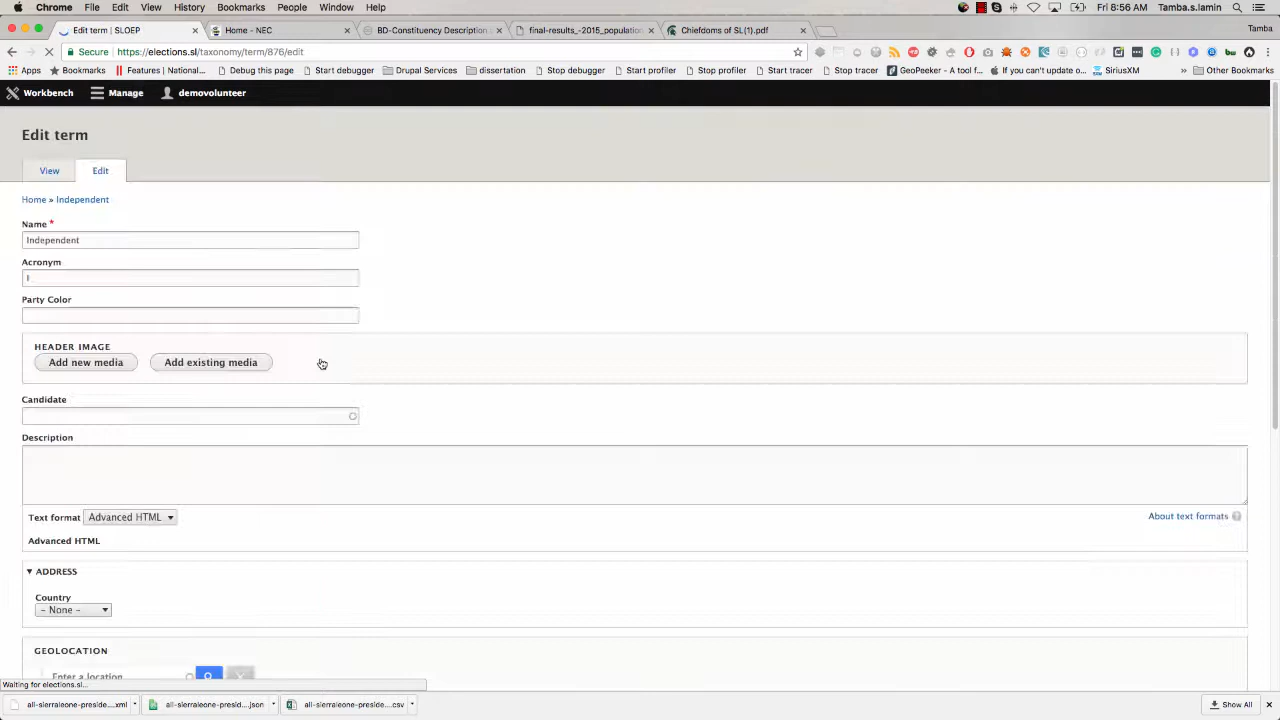 Chrome File Edit View History Bookmarks People Window Help Fri 8:56 AM Tamba.s.lamin
Edit term | SLOEP Home - NEC BD-Constituency Description final-results_-2015_population Chiefdoms of SL(1).pdf Tamba
Secure https://elections.sl/taxonomy/term/876/edit
Apps Bookmarks Features | National... Debug this page Start debugger Drupal Services dissertation Stop debugger Start profiler Stop profiler Start tracer Stop tracer GeoPeeker - A tool f... If you can't update o... SiriusXM » Other Bookmarks
Workbench Manage demovolunteer
Edit term
View Edit
Home » Independent
Name *
Independent
Acronym
I
Party Color
HEADER IMAGE
Add new media Add existing media
Candidate
Description
Text format Advanced HTML About text formats
Advanced HTML
ADDRESS
Country
- None -
GEOLOCATION
Enter a location
Waiting for elections.sl...
all-sierraleone-preside....xml all-sierraleone-preside....json all-sierraleone-preside....csv Show All